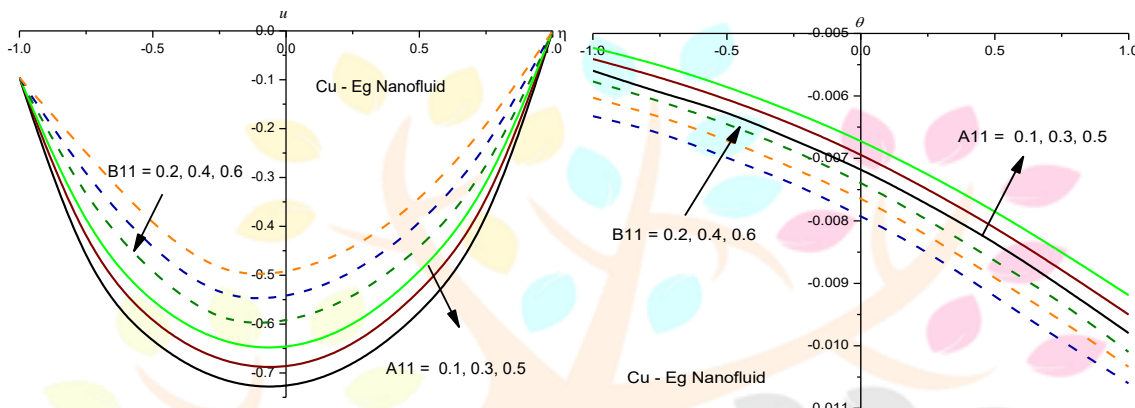 u
0.0
η
-1.0
-0.5
0.0
0.5
1.0
-0.1
-0.2
-0.3
-0.4
-0.5
-0.6
-0.7
Cu - Eg Nanofluid
B11 = 0.2, 0.4, 0.6
A11 = 0.1, 0.3, 0.5
θ
-0.005
-1.0
-0.5
0.0
0.5
1.0
-0.006
-0.007
-0.008
-0.009
-0.010
-0.011
A11 = 0.1, 0.3, 0.5
B11 = 0.2, 0.4, 0.6
Cu - Eg Nanofluid